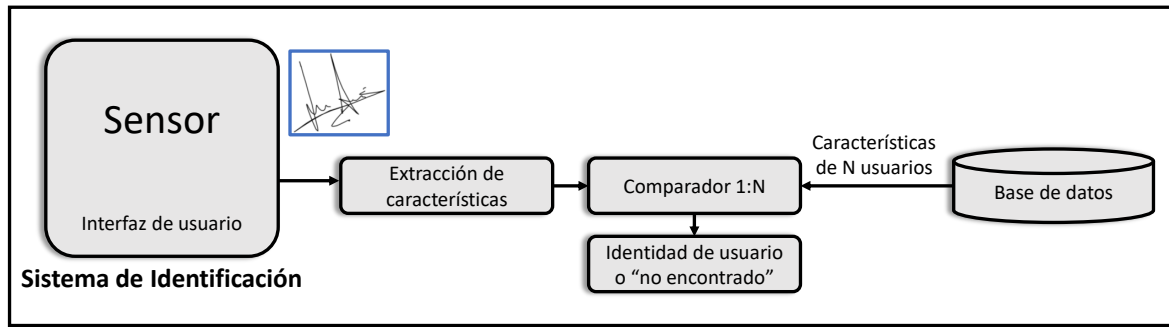 Sensor
Interfaz de usuario
Sistema de Identificación
Extracción de
características
Comparador 1:N
Identidad de usuario
o “no encontrado”
Características
de N usuarios
Base de datos